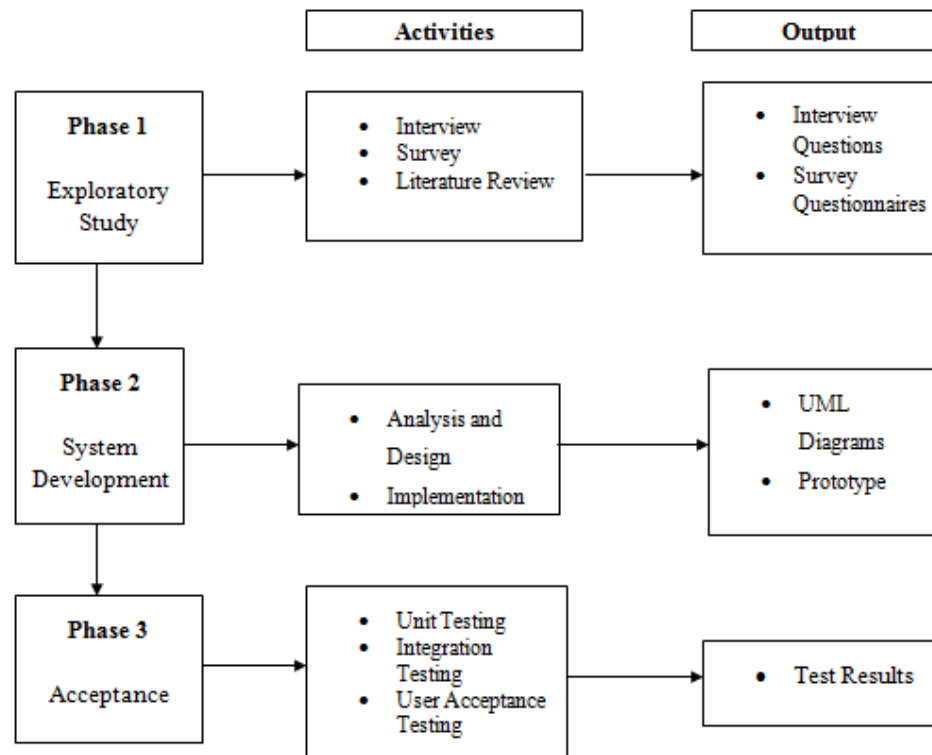 Activities
Output
Phase 1
Exploratory
Study
• Interview
• Survey
• Literature Review
• Interview
Questions
• Survey
Questionnaires
Phase 2
System
Development
• Analysis and
Design
• Implementation
• UML
Diagrams
• Prototype
Phase 3
Acceptance
• Unit Testing
• Integration
Testing
• User Acceptance
Testing
• Test Results